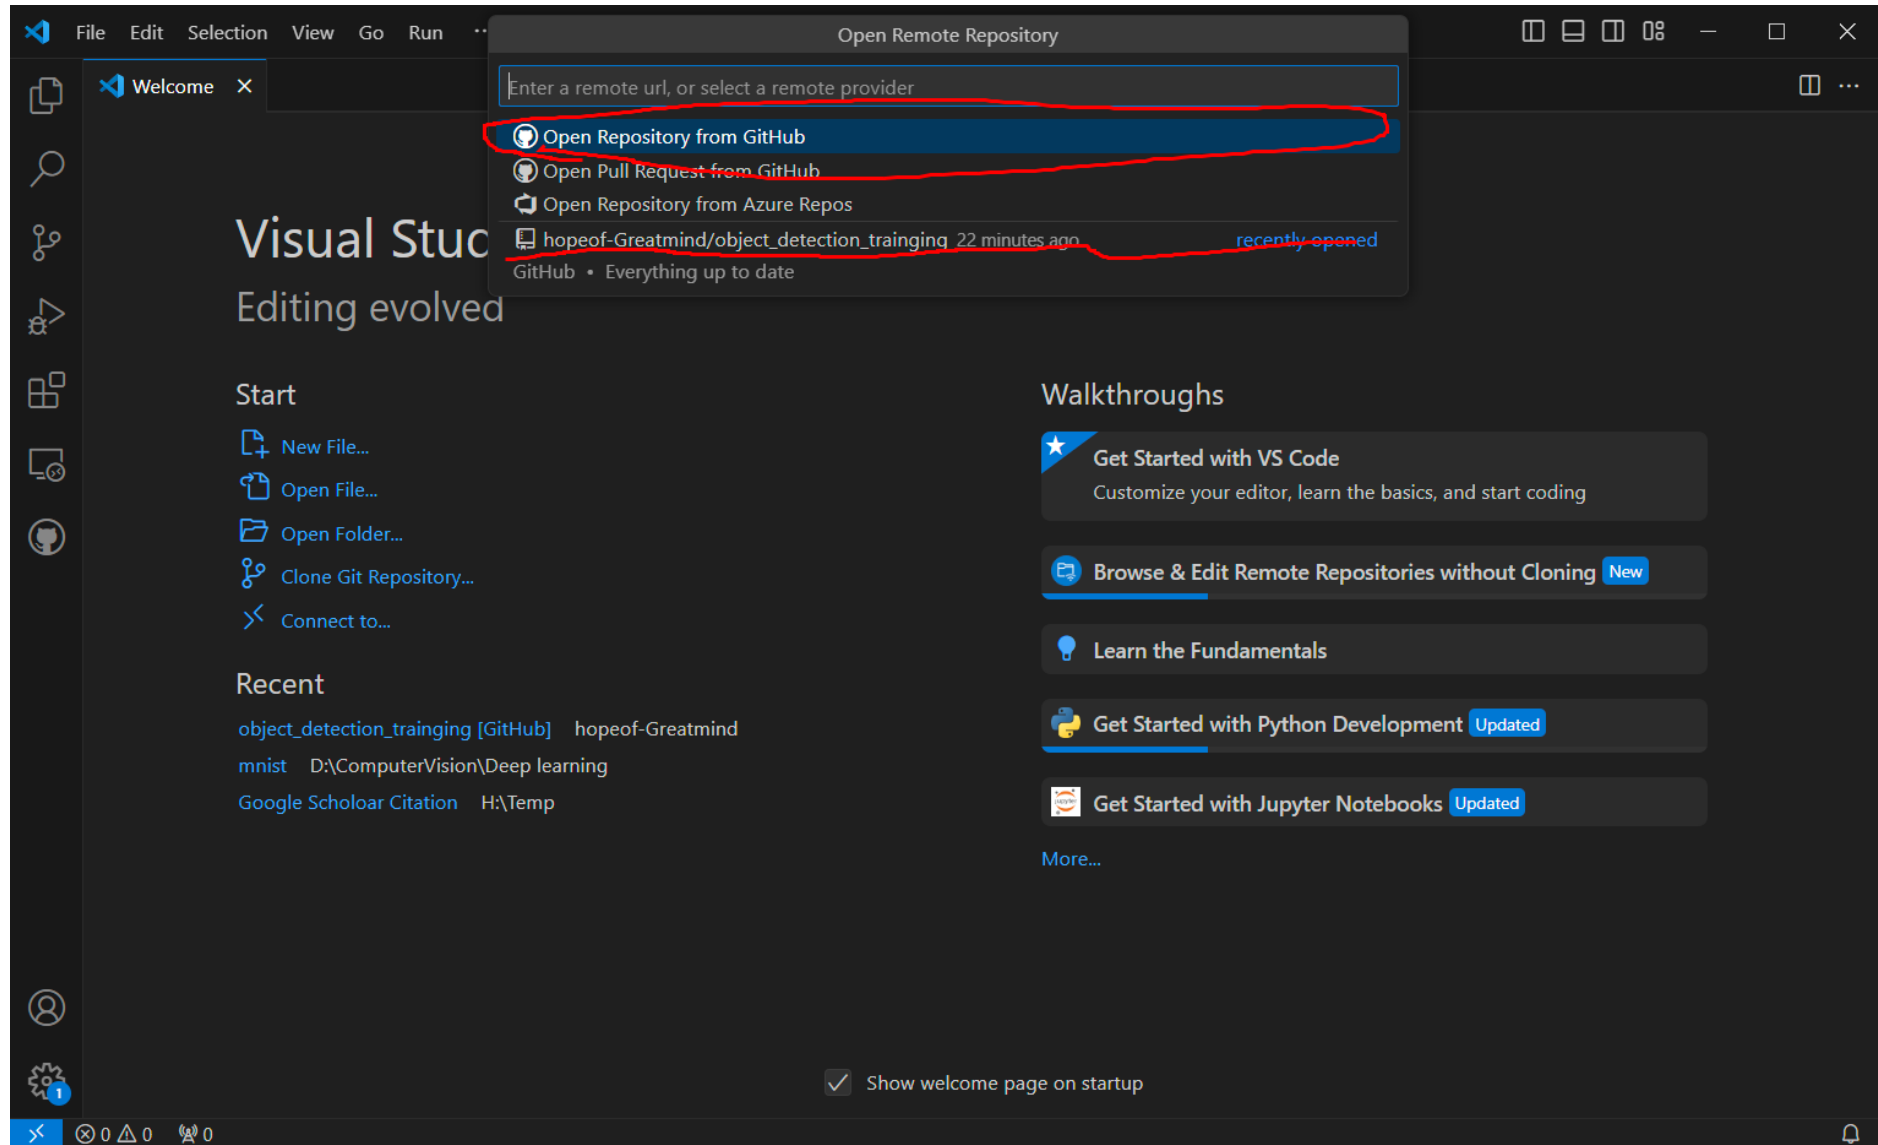 File Edit Selection View Go Run ··
Open Remote Repository
Welcome
Enter a remote url, or select a remote provider
Open Repository from GitHub
Open Pull Request from GitHub
Open Repository from Azure Repos
hopeof-Greatmind/object_detection_trainging 22 minutes ago recently opened
GitHub • Everything up to date
Visual Stud
Editing evolved
Start
New File...
Open File...
Open Folder...
Clone Git Repository...
Connect to...
Recent
object_detection_trainging [GitHub] hopeof-Greatmind
mnist D:\ComputerVision\Deep learning
Google Scholoar Citation H:\Temp
Walkthroughs
Get Started with VS Code
Customize your editor, learn the basics, and start coding
Browse & Edit Remote Repositories without Cloning New
Learn the Fundamentals
Get Started with Python Development Updated
Get Started with Jupyter Notebooks Updated
More...
Show welcome page on startup
1
0 0 0